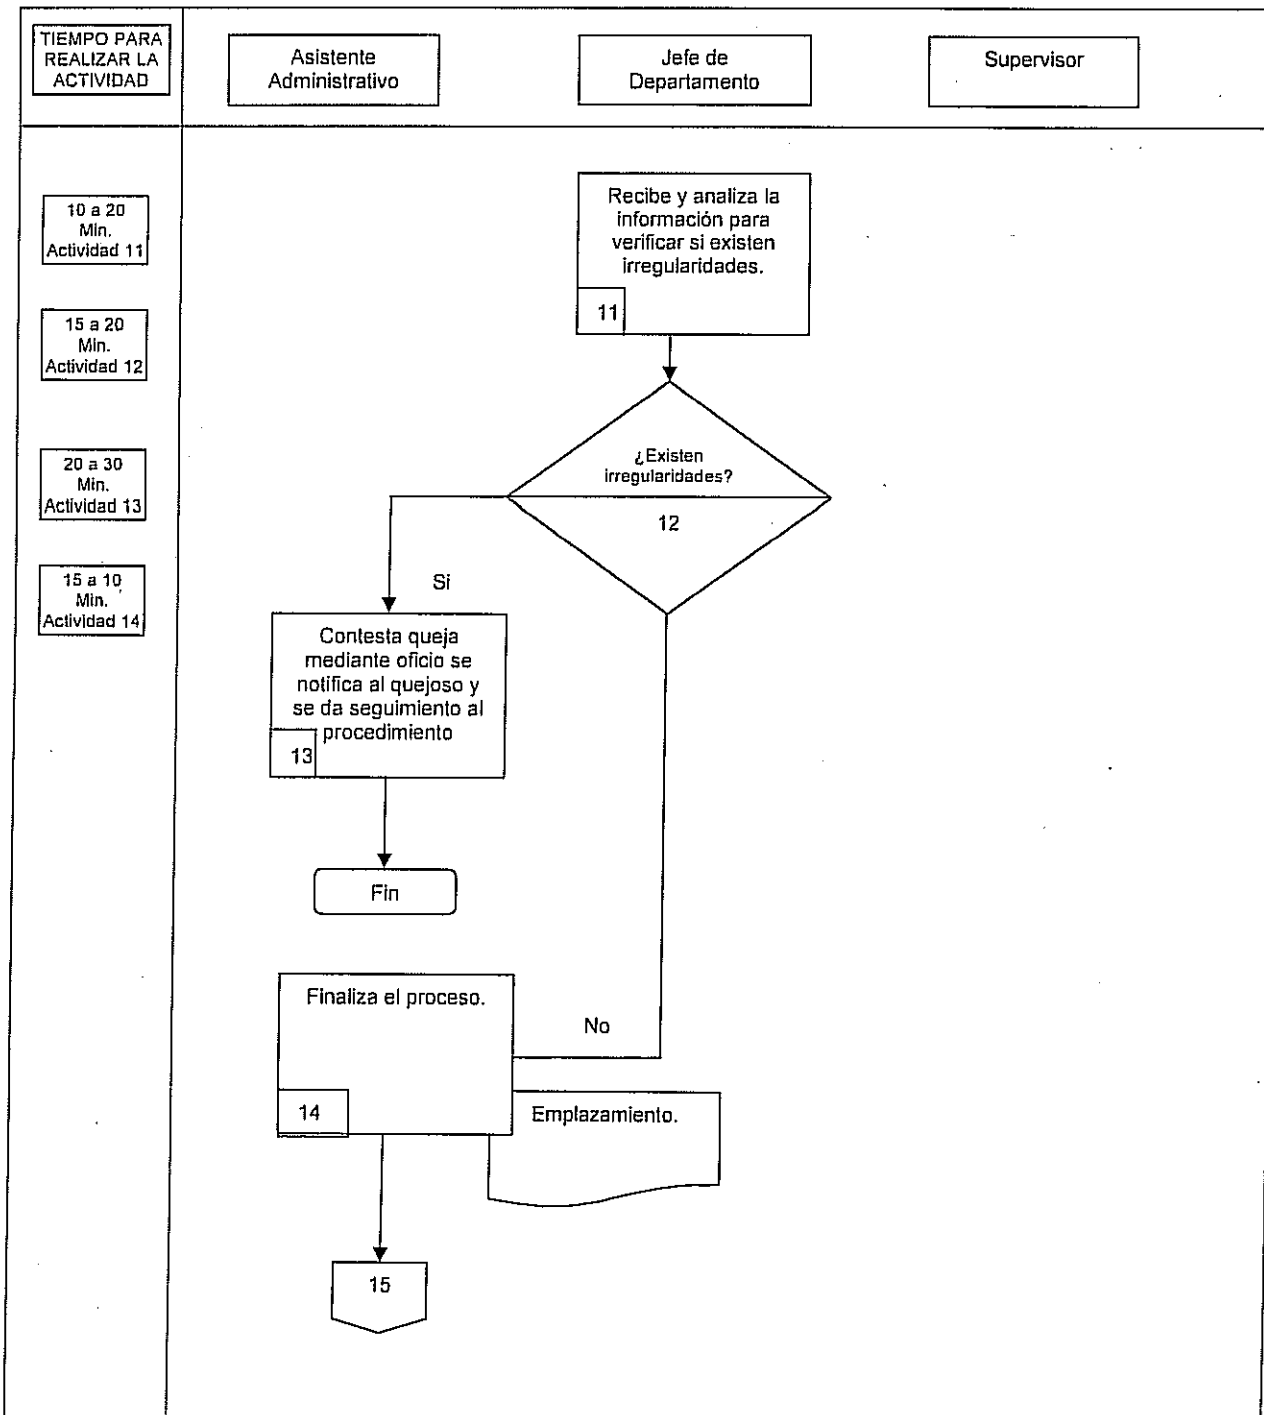 TIEMPO PARA
REALIZAR LA
ACTIVIDAD
Asistente
Administrativo
Jefe de
Departamento
Supervisor
10 a 20
Min.
Actividad 11
Recibe y analiza la
información para
verificar si existen
irregularidades.
11
15 a 20
Min.
Actividad 12
¿Existen
irregularidades?
12
20 a 30
Min.
Actividad 13
Si
15 a 10
Min.
Actividad 14
Contesta queja
mediante oficio se
notifica al quejoso y
se da seguimiento al
procedimiento
13
Fin
Finaliza el proceso.
No
14
Emplazamiento.
15